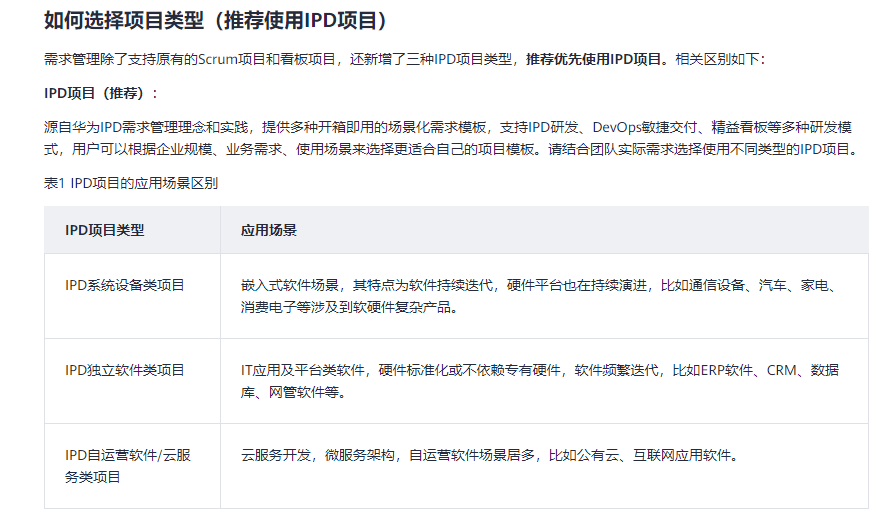 如何选择项目类型（推荐使用IPD项目）
需求管理除了支持原有的Scrum项目和看板项目，还新增了三种IPD项目类型，推荐优先使用IPD项目。相关区别如下：
IPD项目（推荐）：
源自华为IPD需求管理理念和实践，提供多种开箱即用的场景化需求模板，支持IPD研发、DevOps敏捷交付、精益看板等多种研发模
式，用户可以根据企业规模、业务需求、使用场景来选择更适合自己的项目模板。请结合团队实际需求选择使用不同类型的IPD项目。
表1 IPD项目的应用场景区别
IPD项目类型
应用场景
IPD系统设备类项目
嵌入式软件场景，其特点为软件持续迭代，硬件平台也在持续演进，比如通信设备、汽车、家电、
消费电子等涉及到软硬件复杂产品。
IPD独立软件类项目
IT应用及平台类软件，硬件标准化或不依赖专有硬件，软件频繁迭代，比如ERP软件、CRM、数据
库、网管软件等。
IPD自运营软件/云服
务类项目
云服务开发，微服务架构，自运营软件场景居多，比如公有云、互联网应用软件。